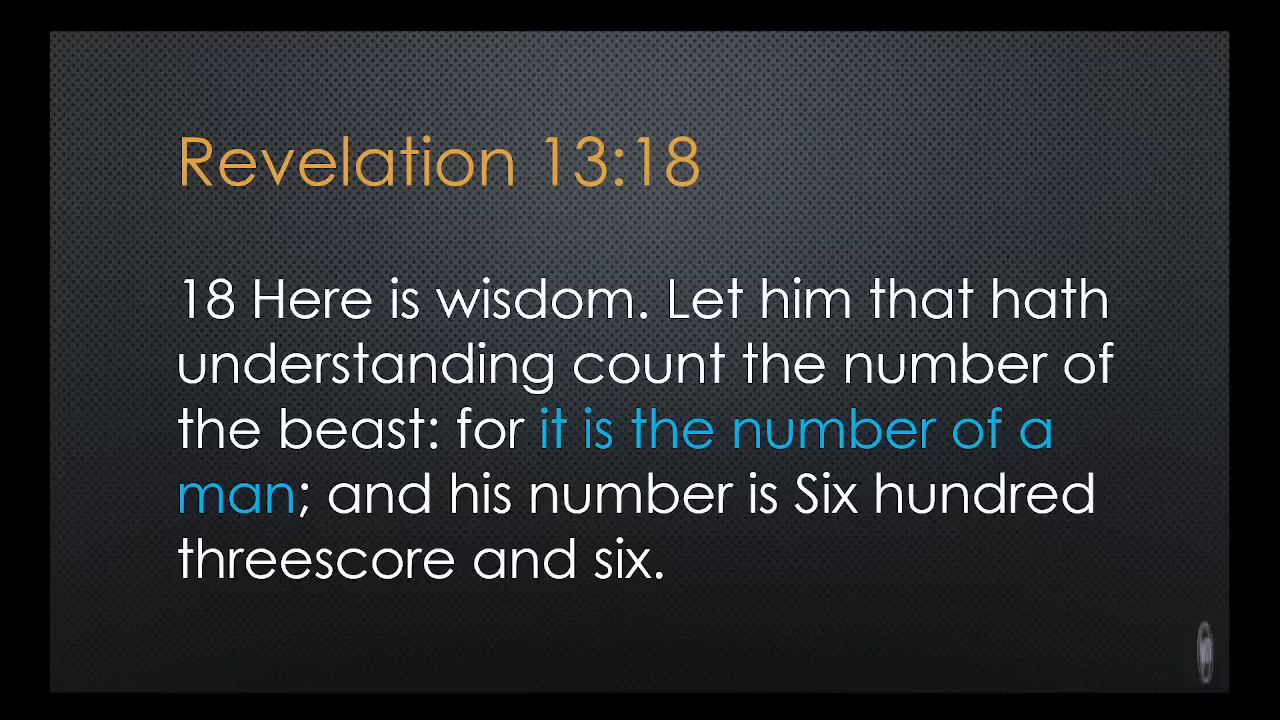 Revelation 13:18
18 Here is wisdom. Let him that hath
understanding count the number of
the beast: for it is the number of a
man; and his number is Six hundred
threescore and six.